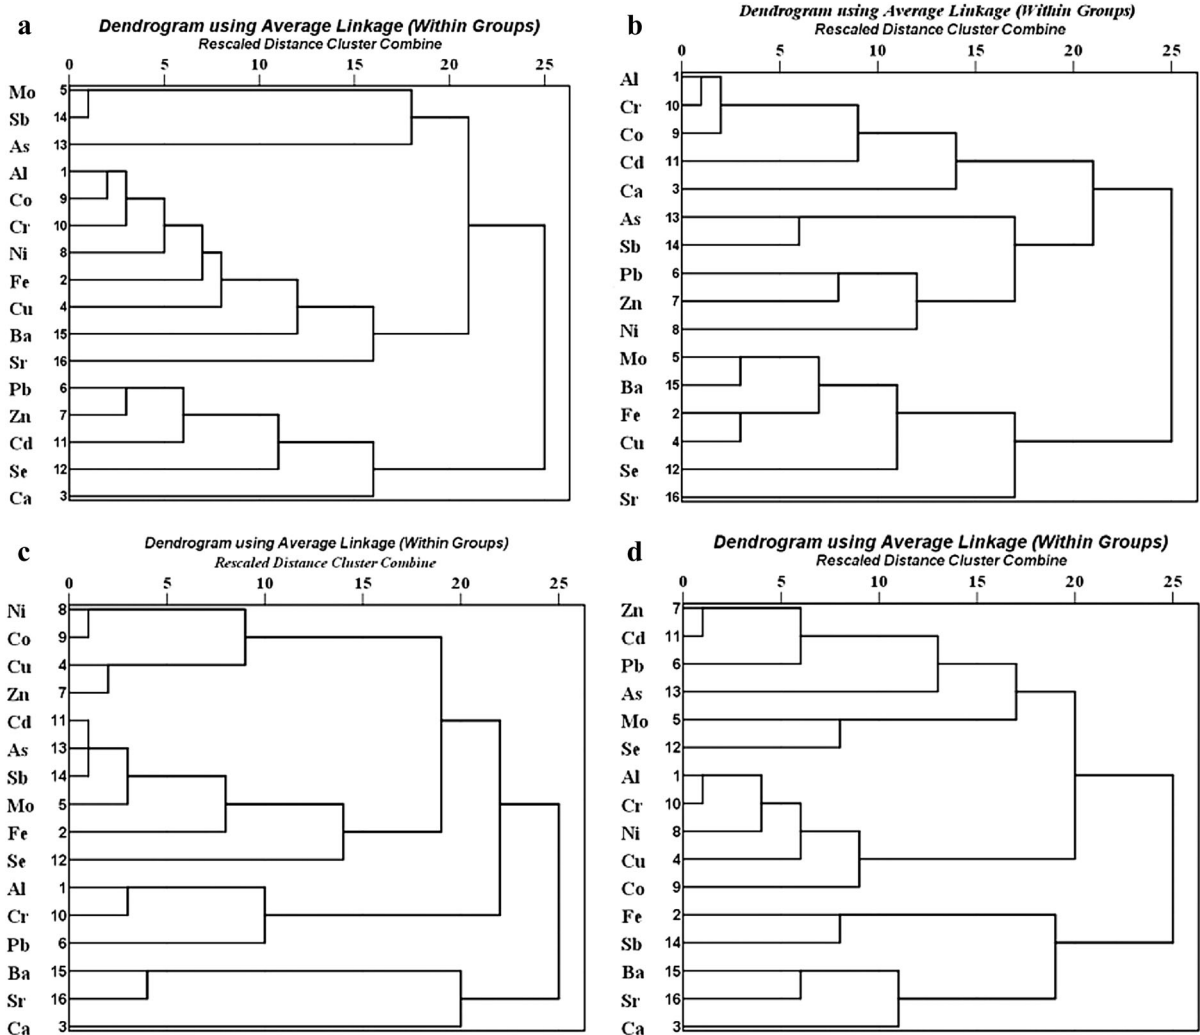 a
Dendrogram using Average Linkage (Within Groups)
Rescaled Distance Cluster Combine
0 5 10 15 20 25
Mo 5
Sb 14
As 13
Al 1
Co 9
Cr 10
Ni 8
Fe 2
Cu 4
Ba 15
Sr 16
Pb 6
Zn 7
Cd 11
Se 12
Ca 3
b
Dendrogram using Average Linkage (Within Groups)
Rescaled Distance Cluster Combine
0 5 10 15 20 25
Al 1
Cr 10
Co 9
Cd 11
Ca 3
As 13
Sb 14
Pb 6
Zn 7
Ni 8
Mo 5
Ba 15
Fe 2
Cu 4
Se 12
Sr 16
c
Dendrogram using Average Linkage (Within Groups)
Rescaled Distance Cluster Combine
0 5 10 15 20 25
Ni 8
Co 9
Cu 4
Zn 7
Cd 11
As 13
Sb 14
Mo 5
Fe 2
Se 12
Al 1
Cr 10
Pb 6
Ba 15
Sr 16
Ca 3
d
Dendrogram using Average Linkage (Within Groups)
Rescaled Distance Cluster Combine
0 5 10 15 20 25
Zn 7
Cd 11
Pb 6
As 13
Mo 5
Se 12
Al 1
Cr 10
Ni 8
Cu 4
Co 9
Fe 2
Sb 14
Ba 15
Sr 16
Ca 3